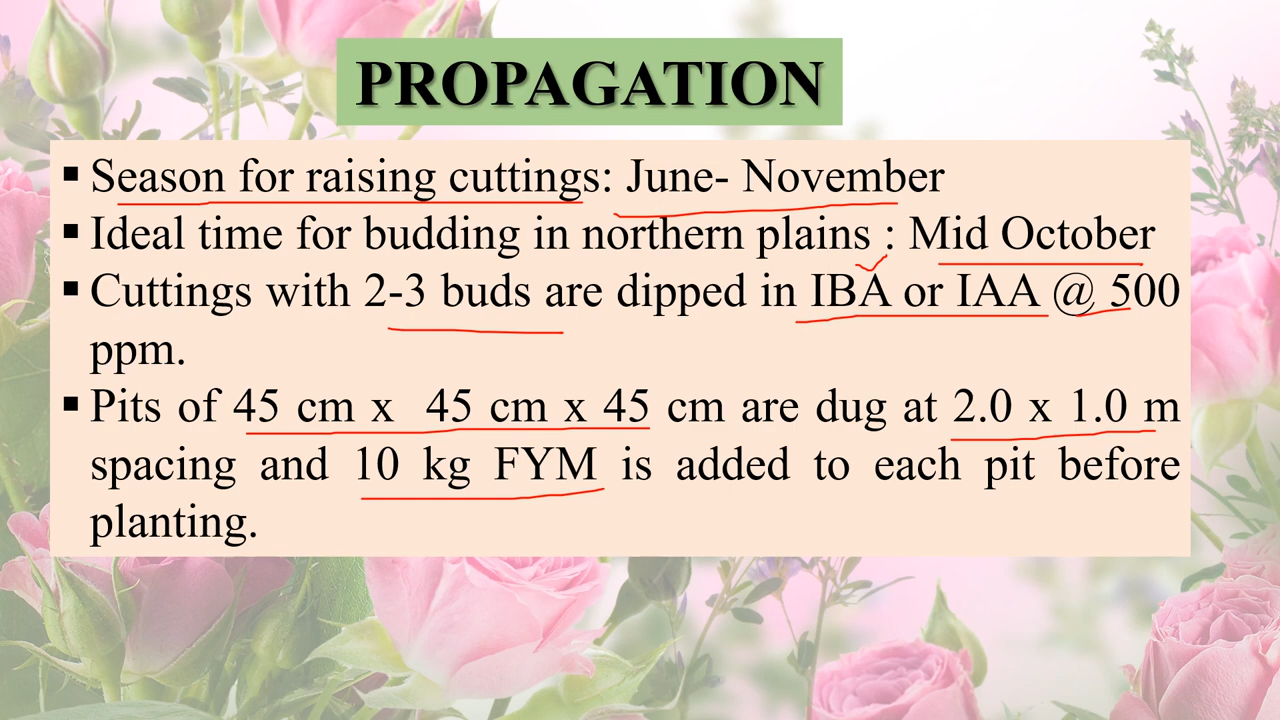 PROPAGATION
▪ Season for raising cuttings: June- November
▪ Ideal time for budding in northern plains : Mid October
▪ Cuttings with 2-3 buds are dipped in IBA or IAA @ 500
ppm.
▪ Pits of 45 cm x  45 cm x 45 cm are dug at 2.0 x 1.0 m
spacing and 10 kg FYM is added to each pit before
planting.